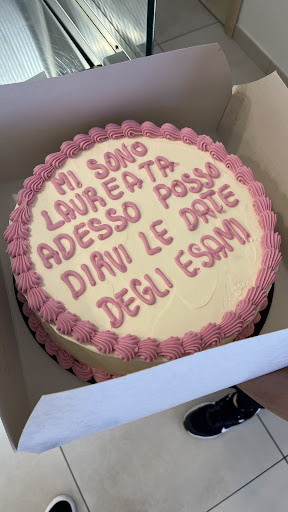 MI SONO
LAUREATA
ADESSO POSSO
DIRVI LE DATE
DEGLI ESAMI